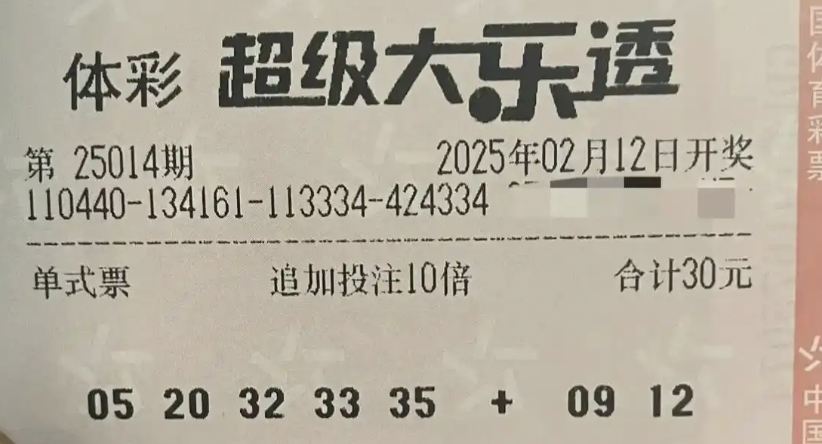 体彩 超级大乐透
第 25014期 2025年02月12日开奖
110440-134161-113334-424334
单式票 追加投注10倍 合计30元
05 20 32 33 35 + 09 12
国体育彩票
中国